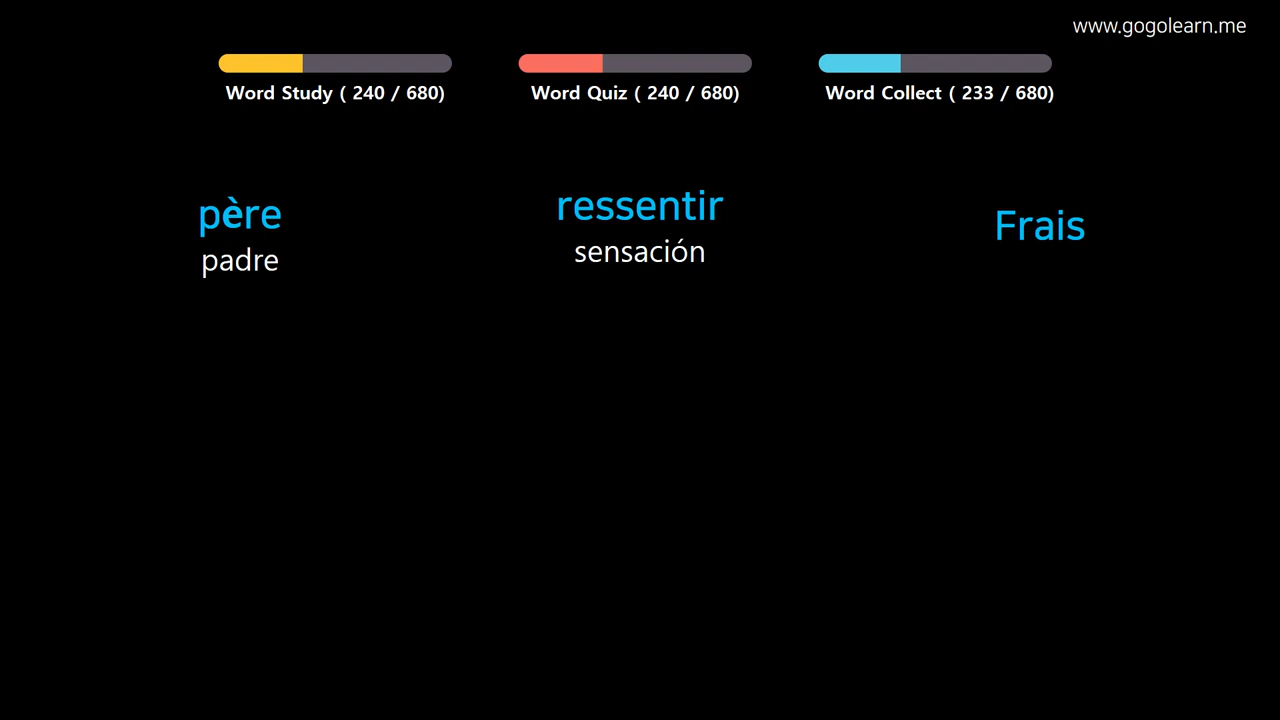 www.gogolearn.me
Word Study ( 240 / 680)
Word Quiz ( 240 / 680)
Word Collect ( 233 / 680)
père
padre
ressentir
sensación
Frais